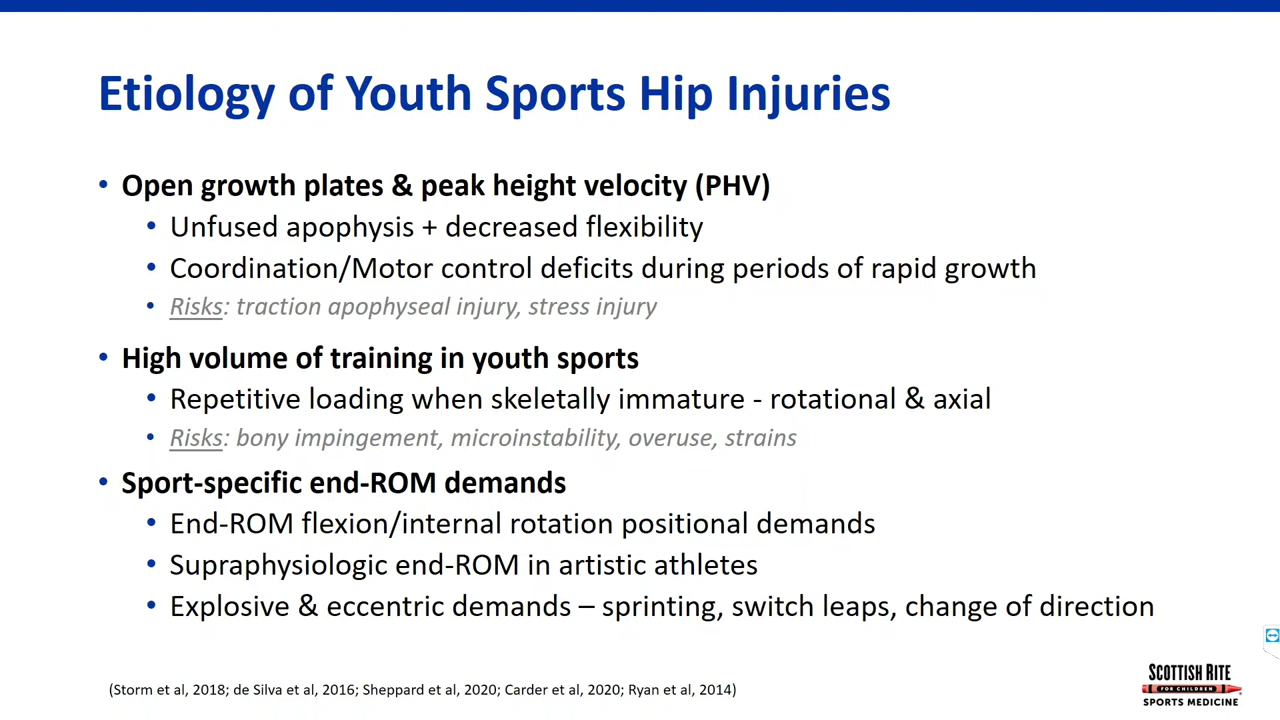 Etiology of Youth Sports Hip Injuries
• Open growth plates & peak height velocity (PHV)
• Unfused apophysis + decreased flexibility
• Coordination/Motor control deficits during periods of rapid growth
• Risks: traction apophyseal injury, stress injury
• High volume of training in youth sports
• Repetitive loading when skeletally immature - rotational & axial
• Risks: bony impingement, microinstability, overuse, strains
• Sport-specific end-ROM demands
• End-ROM flexion/internal rotation positional demands
• Supraphysiologic end-ROM in artistic athletes
• Explosive & eccentric demands – sprinting, switch leaps, change of direction
(Storm et al, 2018; de Silva et al, 2016; Sheppard et al, 2020; Carder et al, 2020; Ryan et al, 2014)
SCOTTISH RITE
FOR CHILDREN
SPORTS MEDICINE